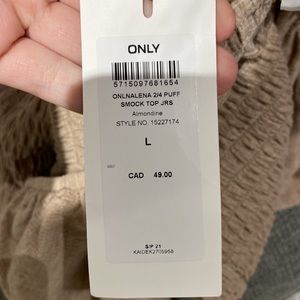 ONLY
5715097681654
ONLNALENA 2/4 PUFF
SMOCK TOP JRS
Almondine
STYLE NO. 15227174
L
CAD 49.00
S/P 21